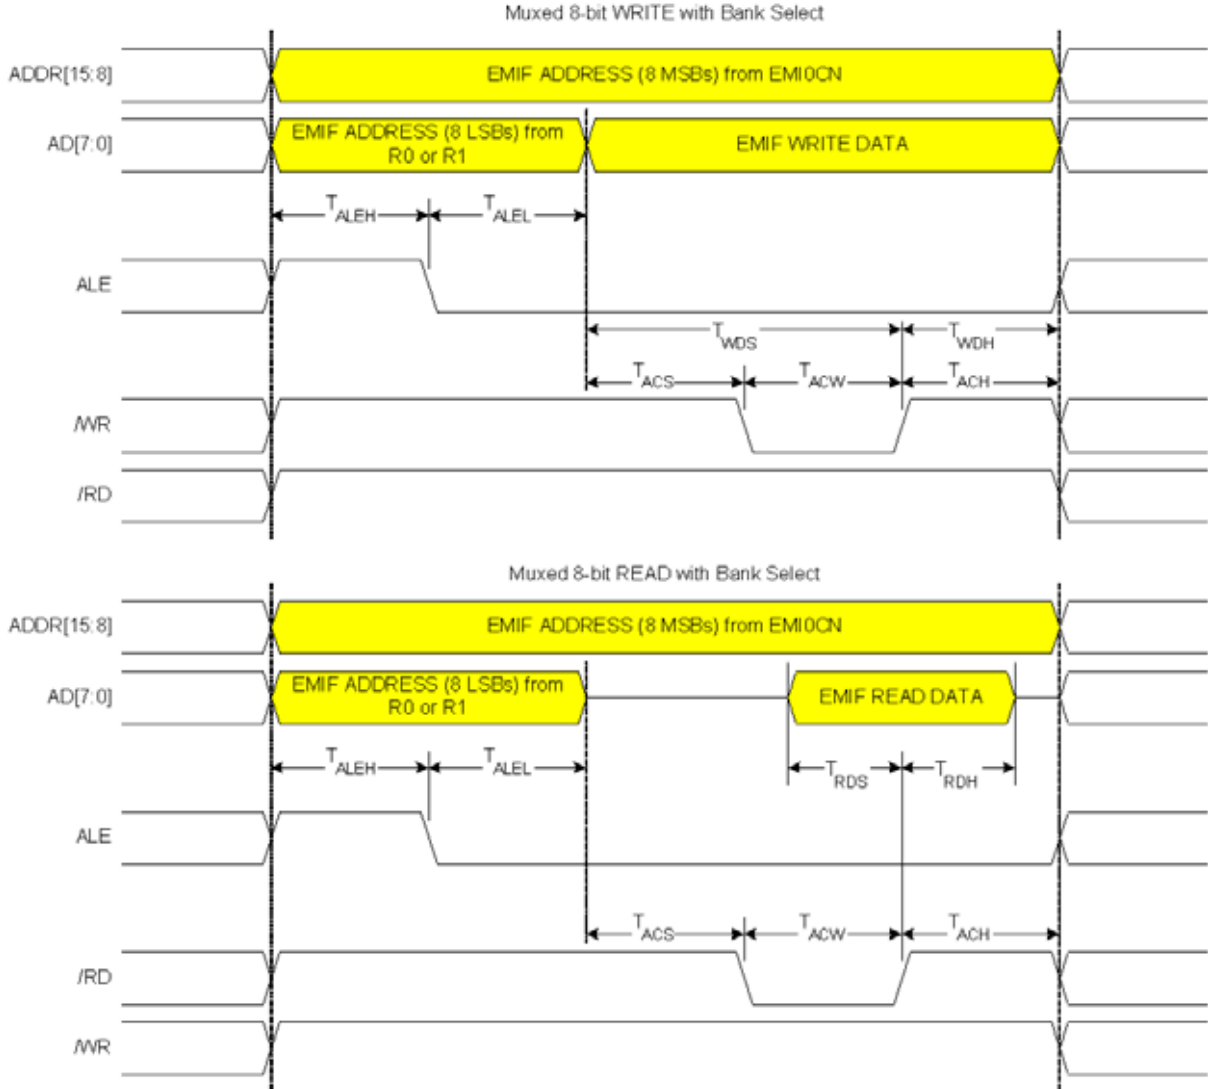 Muxed 8-bit WRITE with Bank Select
ADDR[15:8]
EMIF ADDRESS (8 MSBs) from EMI0CN
AD[7:0]
EMIF ADDRESS (8 LSBs) from
R0 or R1
EMIF WRITE DATA
TALEH
TALEL
ALE
TWDS
TWDH
TACS
TACW
TACH
/WR
/RD
Muxed 8-bit READ with Bank Select
ADDR[15:8]
EMIF ADDRESS (8 MSBs) from EMI0CN
AD[7:0]
EMIF ADDRESS (8 LSBs) from
R0 or R1
EMIF READ DATA
TALEH
TALEL
TRDS
TRDH
ALE
TACS
TACW
TACH
/RD
/WR